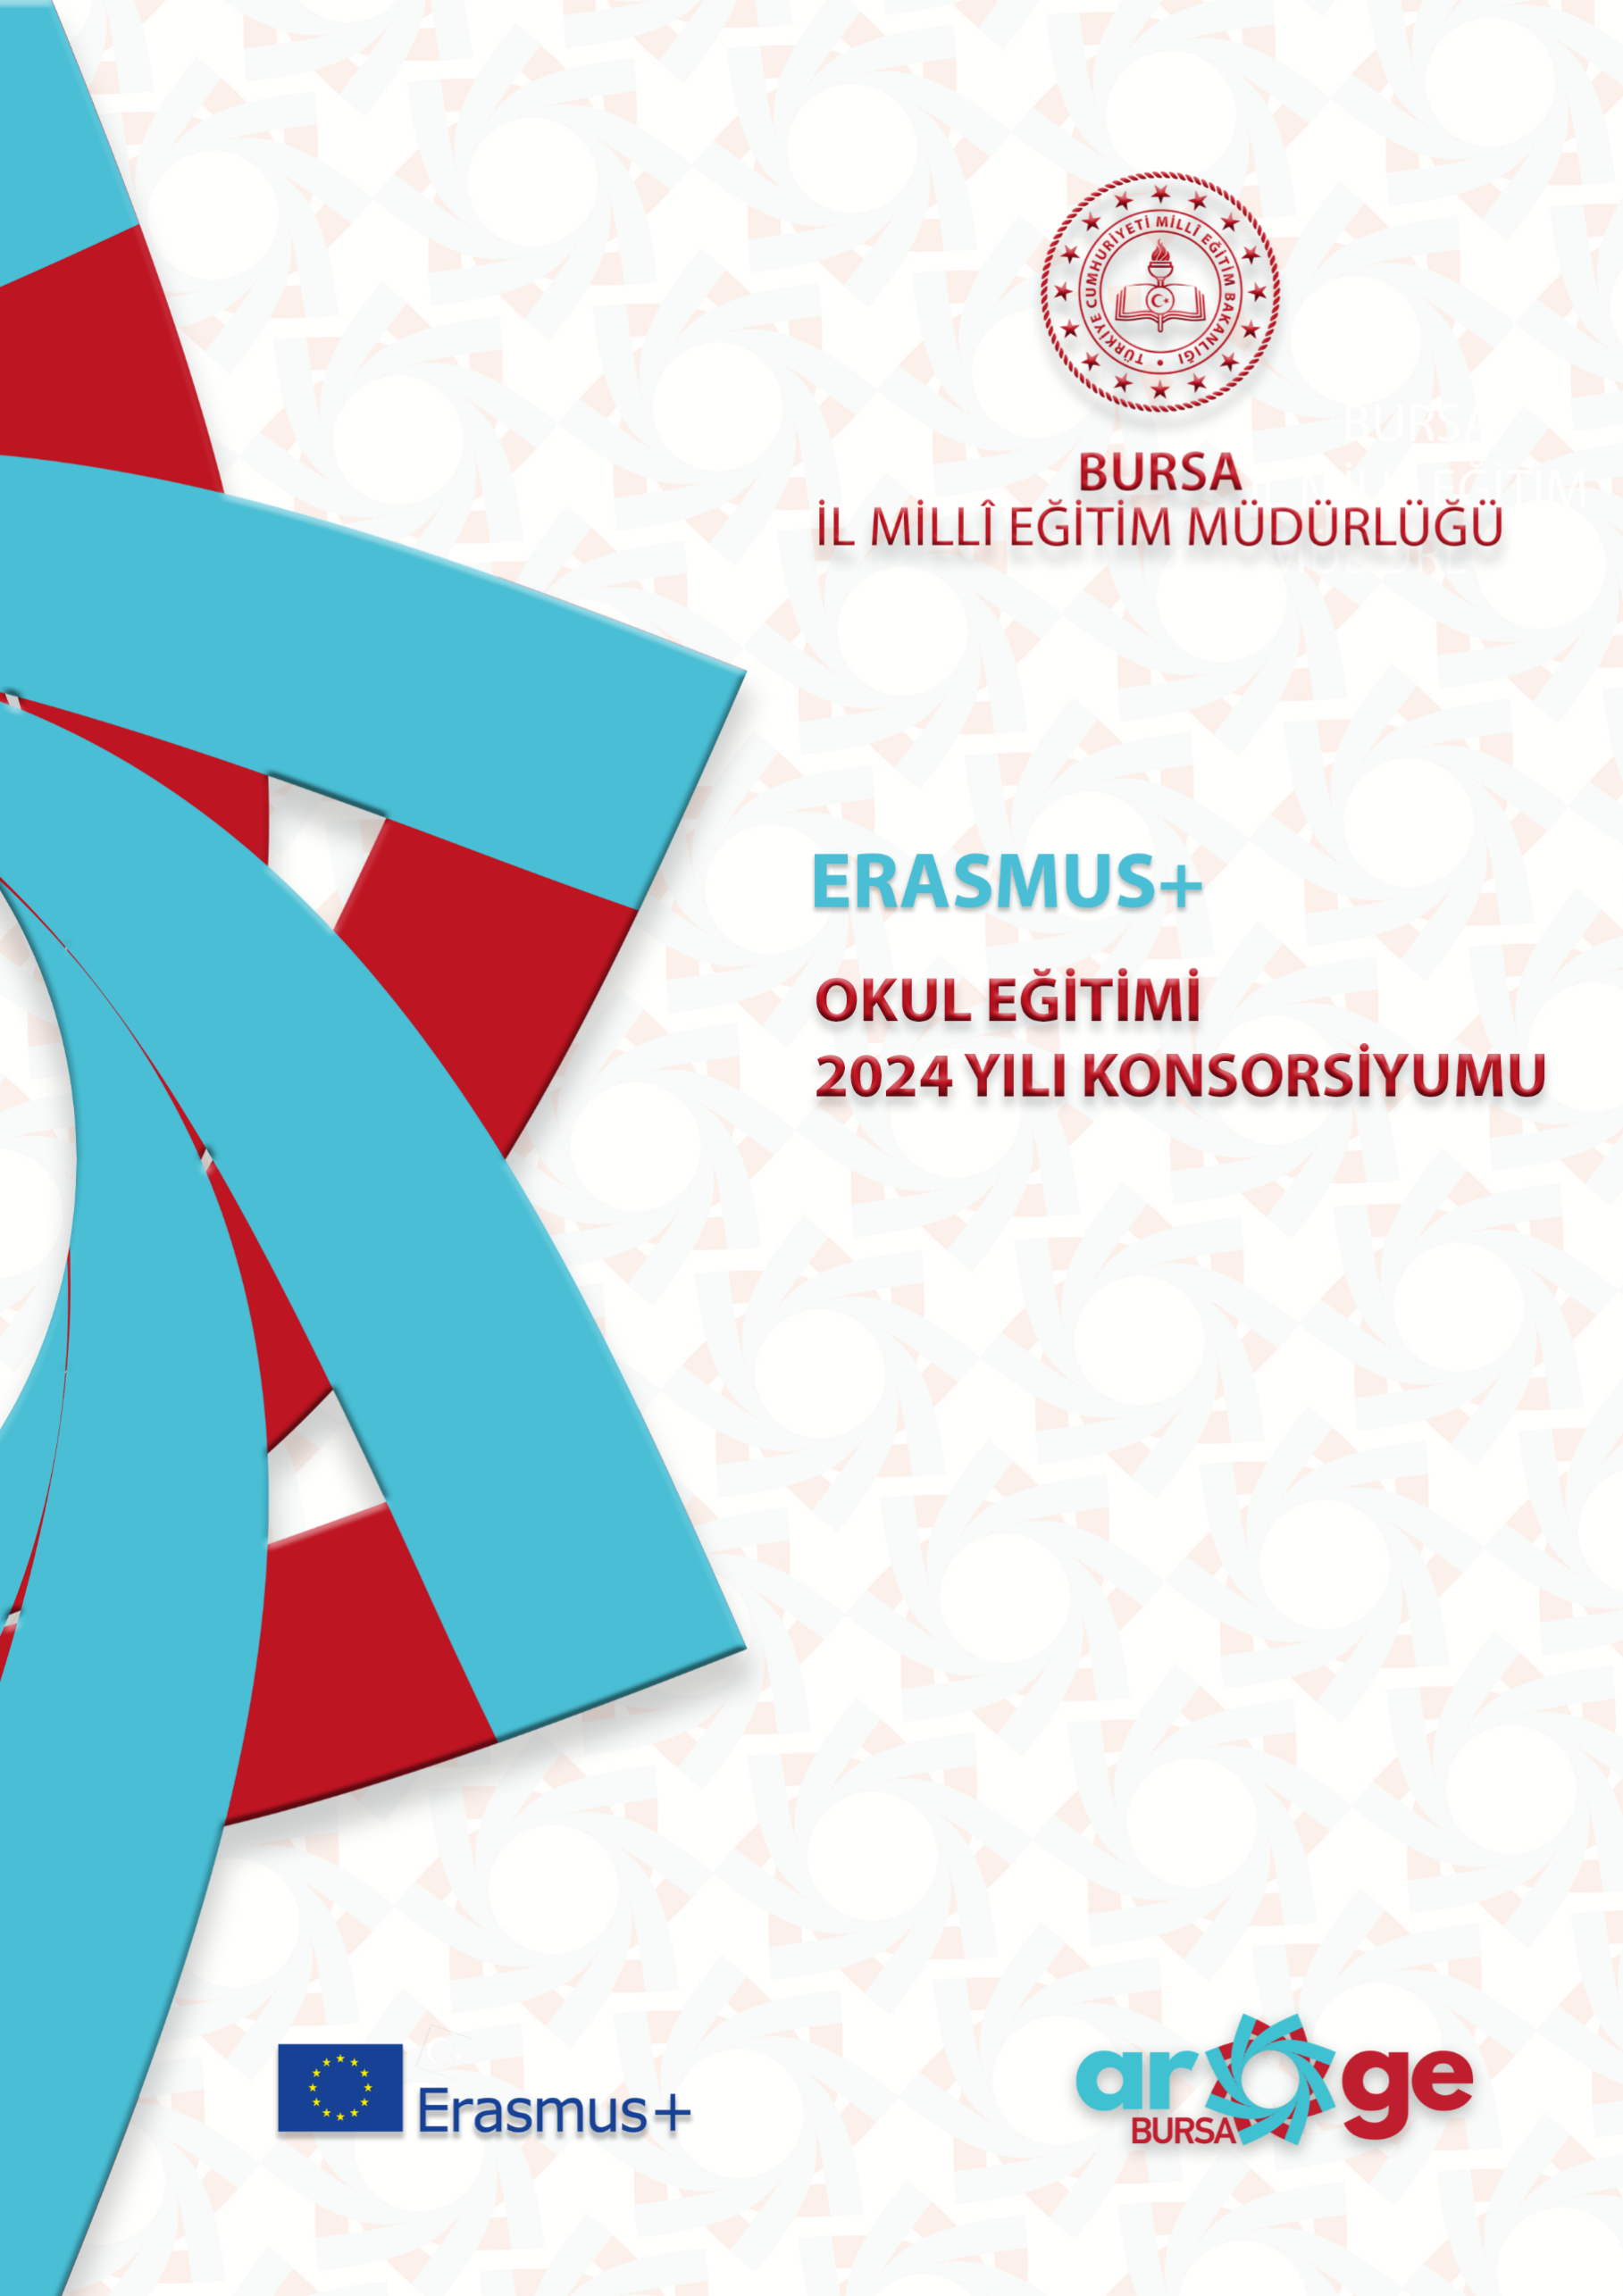 TÜRKİYE CUMHURİYETİ MİLLÎ EĞİTİM BAKANLIĞI
BURSA
İL MİLLÎ EĞİTİM MÜDÜRLÜĞÜ
ERASMUS+
OKUL EĞİTİMİ
2024 YILI KONSORSİYUMU
Erasmus+
arge
BURSA